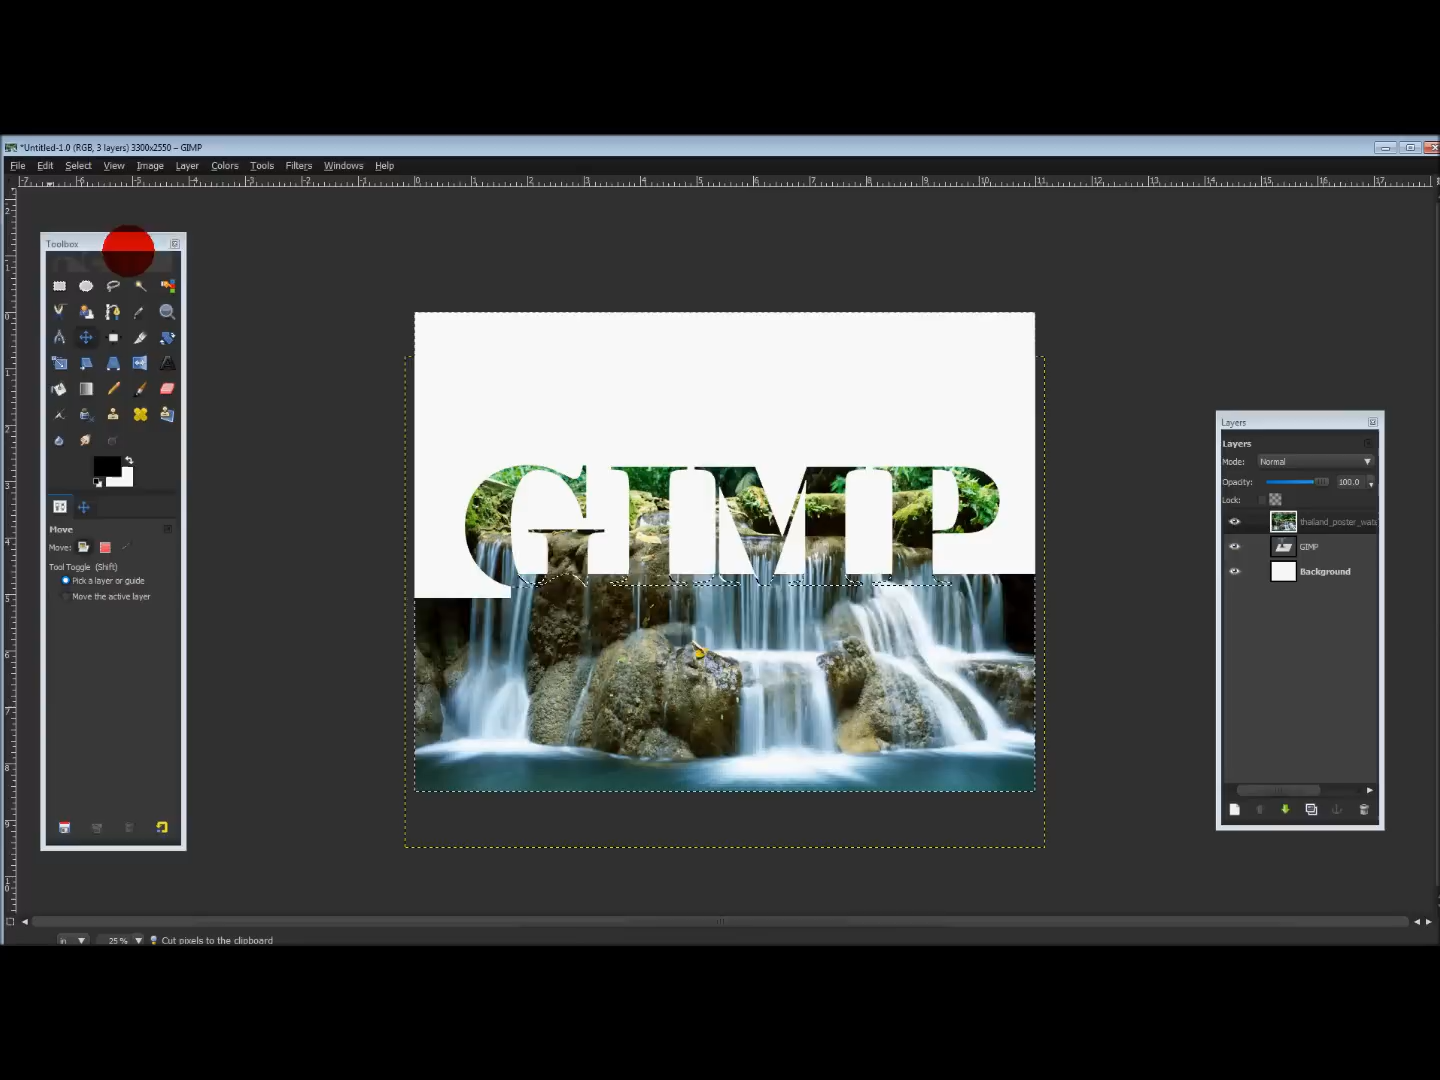 *Untitled-1.0 (RGB, 3 layers) 3300x2550 – GIMP
File Edit Select View Image Layer Colors Tools Filters Windows Help
Toolbox
GIMP
Move
Move:
Tool Toggle (Shift)
Pick a layer or guide
Move the active layer
Layers
Layers
Mode: Normal
Opacity: 100.0
Lock:
thailand_poster_wate
GIMP
Background
25 % Cut pixels to the clipboard